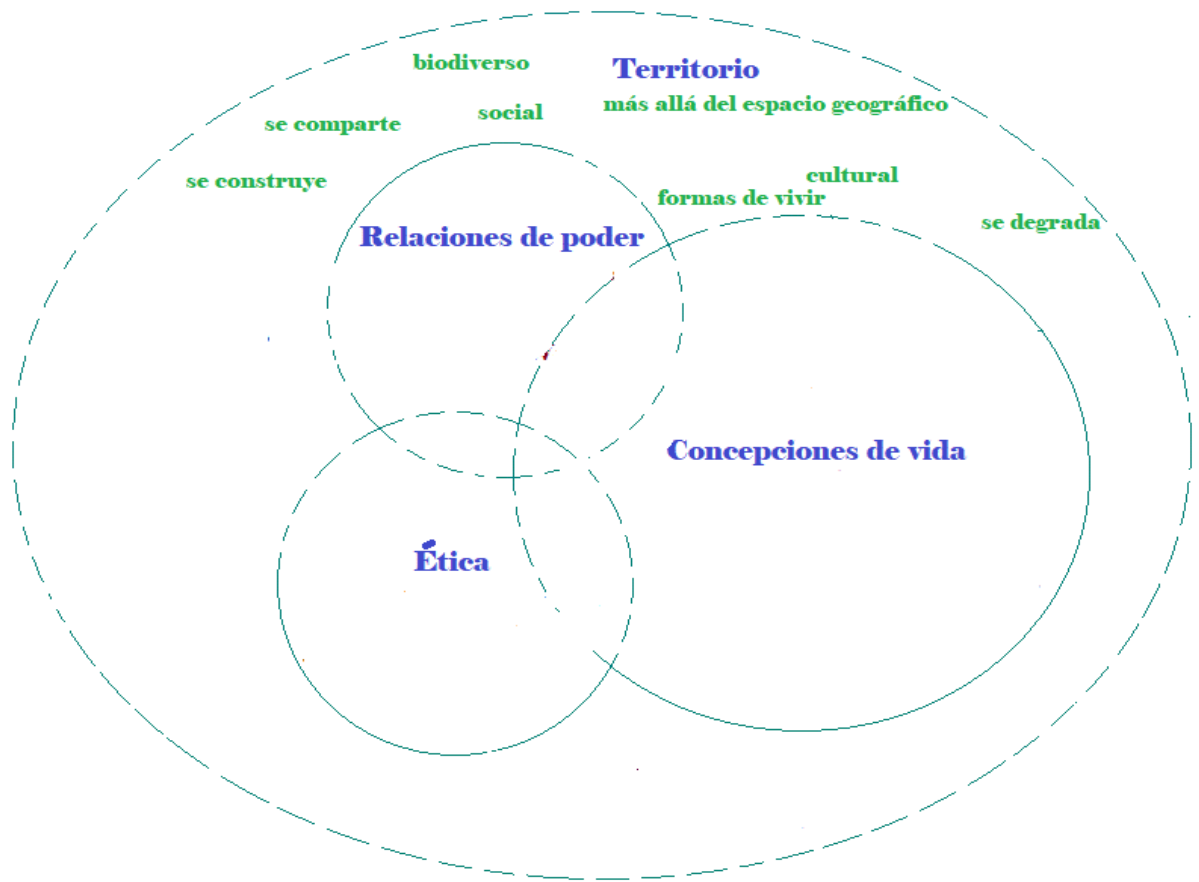 biodiverso
Territorio
más allá del espacio geográfico
social
se comparte
se construye
cultural
formas de vivir
se degrada
Relaciones de poder
Concepciones de vida
Ética